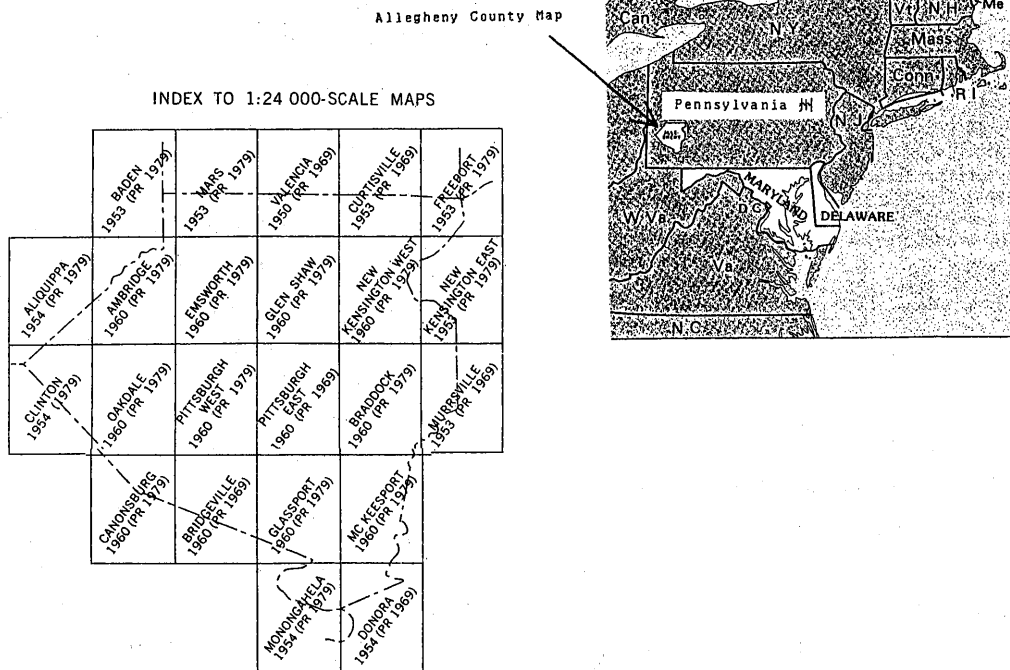 Allegheny County Map
INDEX TO 1:24 000-SCALE MAPS
BADEN
1953 (PR 1979)
MARS
1953 (PR 1979)
VALENCIA
1950 (PR 1969)
CURTISVILLE
1953 (PR 1969)
FREEPORT
1953 (PR 1979)
ALIQUIPPA
1954 (PR 1979)
AMBRIDGE
1960 (PR 1979)
EMSWORTH
1960 (PR 1979)
GLEN SHAW
1960 (PR 1979)
NEW
KENSINGTON WEST
1960 (PR 1979)
NEW
KENSINGTON EAST
1953 (PR 1979)
CLINTON
1954 (1979)
OAKDALE
1960 (PR 1979)
PITTSBURGH
WEST
1960 (PR 1979)
PITTSBURGH
EAST
1960 (PR 1969)
BRADDOCK
1960 (PR 1979)
MURRSVILLE
1953 (PR 1969)
CANONSBURG
1960 (PR 1979)
BRIDGEVILLE
1960 (PR 1969)
GLASSPORT
1960 (PR 1979)
MC KEESPORT
1960 (PR 1979)
MONONGAHELA
1954 (PR 1979)
DONORA
1954 (PR 1969)
Can
N Y
Vt
N H
Me
Mass
Conn
R I
Pennsylvania
N J
MARYLAND
D C
DELAWARE
W Va
Va
N C